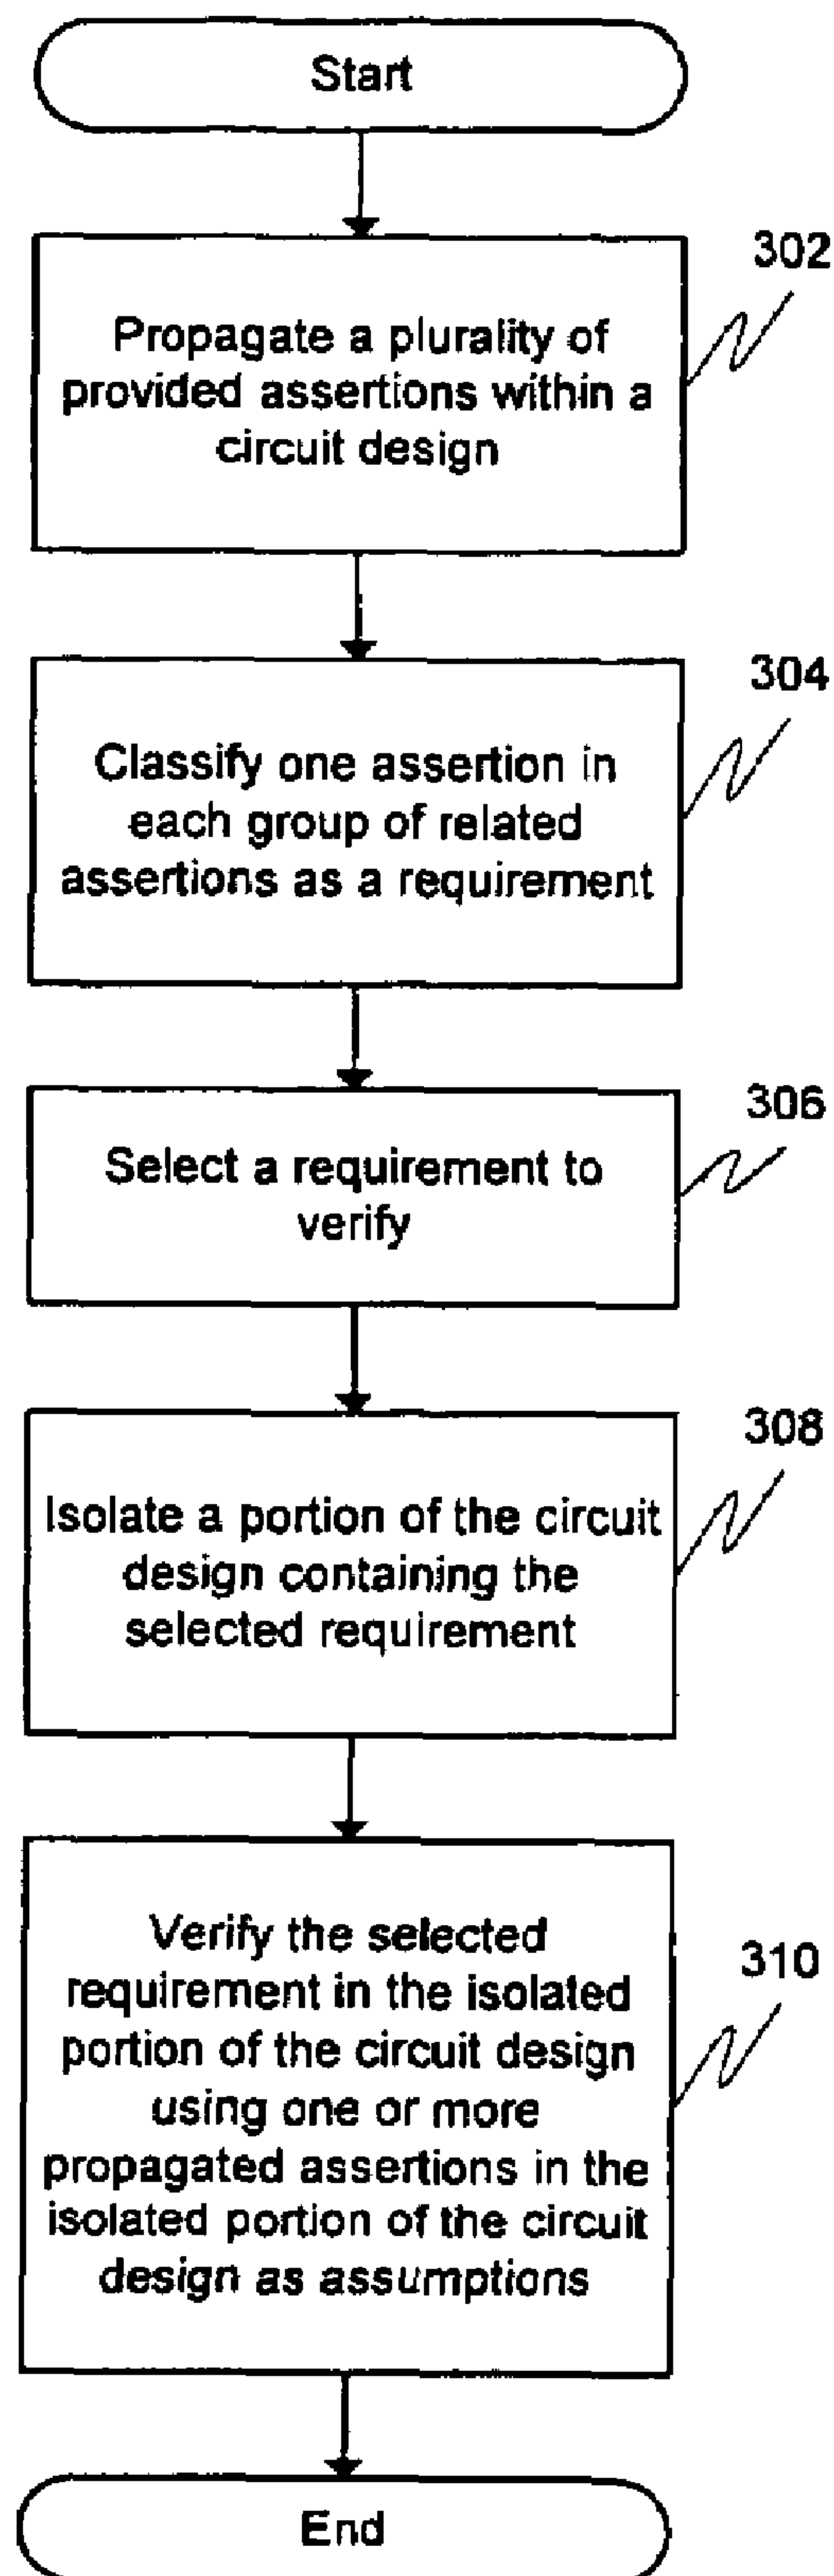 Start
302
Propagate a plurality of
provided assertions within a
circuit design
304
Classify one assertion in
each group of related
assertions as a requirement
306
Select a requirement to
verify
308
Isolate a portion of the circuit
design containing the
selected requirement
310
Verify the selected
requirement in the isolated
portion of the circuit design
using one or more
propagated assertions in the
isolated portion of the circuit
design as assumptions
End